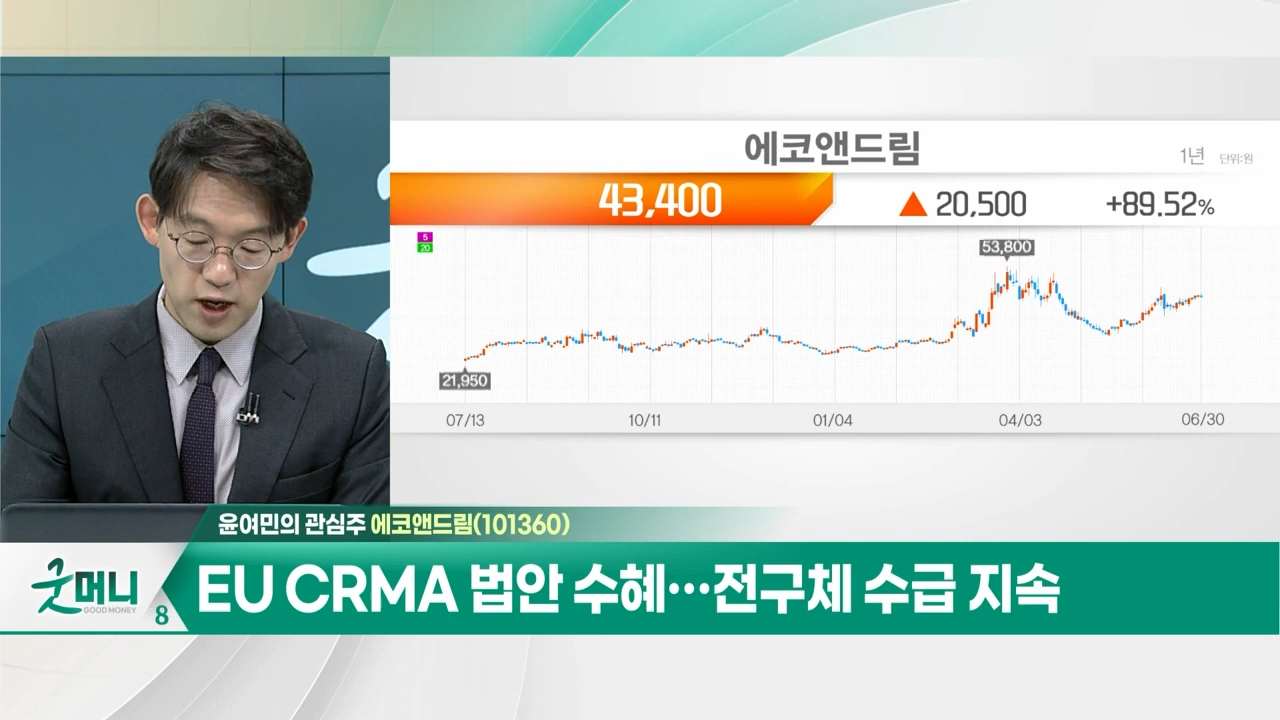 에코앤드림
1년 단위:원
43,400 ▲ 20,500 +89.52%
5
20
53,800
21,950
07/13 10/11 01/04 04/03 06/30
윤여민의 관심주 에코앤드림(101360)
굿머니 GOOD MONEY 8
EU CRMA 법안 수혜…전구체 수급 지속